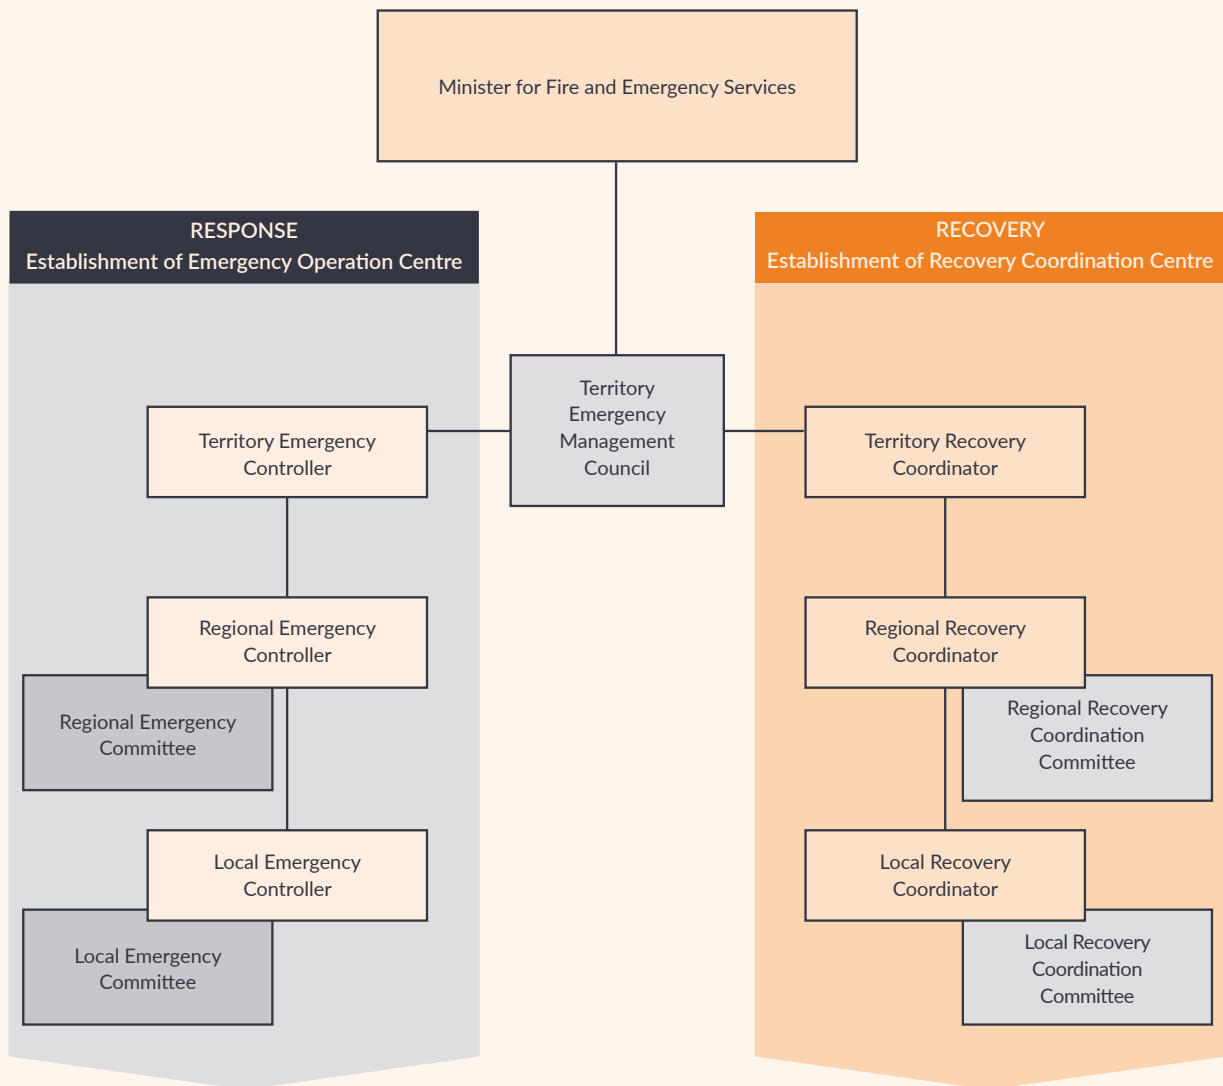 Minister for Fire and Emergency Services
RESPONSE
Establishment of Emergency Operation Centre
RECOVERY
Establishment of Recovery Coordination Centre
Territory
Emergency
Management
Council
Territory Emergency
Controller
Territory Recovery
Coordinator
Regional Emergency
Controller
Regional Recovery
Coordinator
Regional Emergency
Committee
Regional Recovery
Coordination
Committee
Local Emergency
Controller
Local Recovery
Coordinator
Local Emergency
Committee
Local Recovery
Coordination
Committee